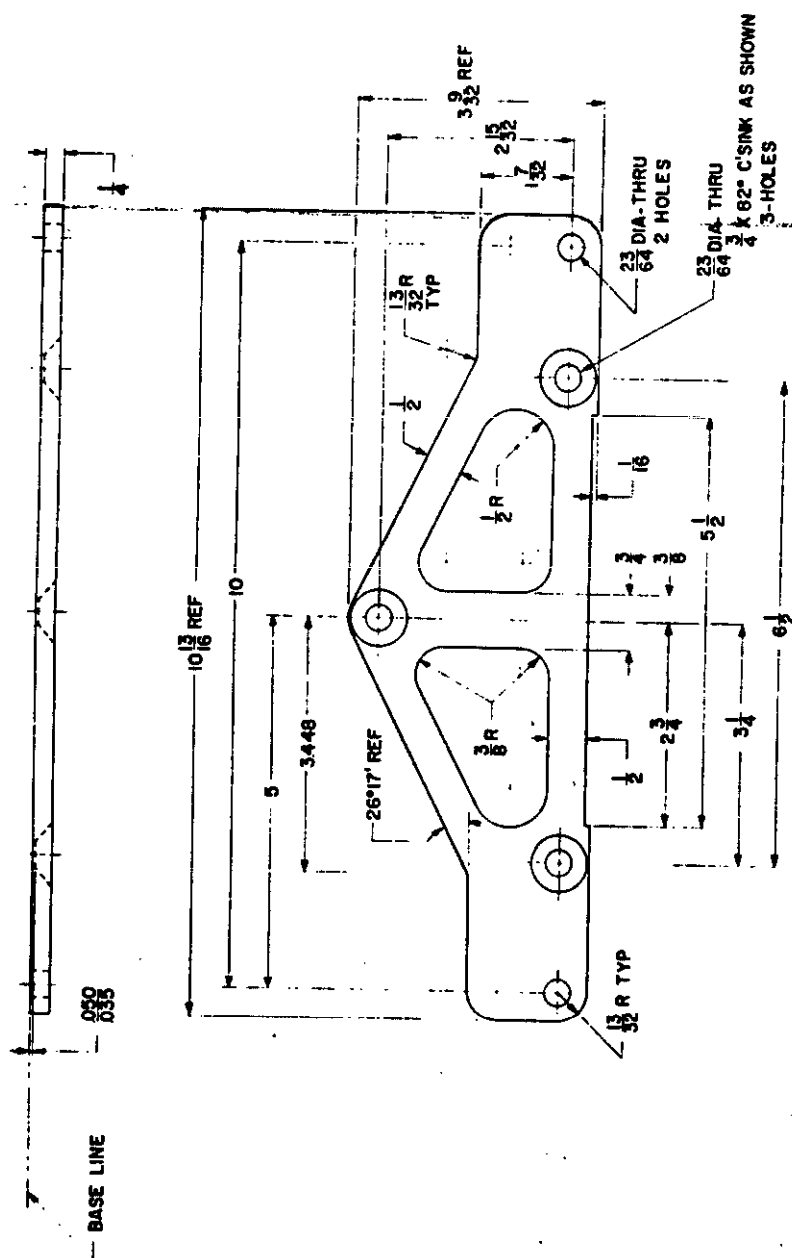 BASE LINE
.050
.035
1/4
10 13/16 REF
10
5
3.448
26°17' REF
1/2
13/32 R
TYP
3 9/32 REF
2 15/32
1 7/32
23/64 DIA-THRU
2 HOLES
23/64 DIA-THRU
3/4 X 82° C'SINK AS SHOWN
3-HOLES
1/2 R
3/8 R
13/32 R TYP
1/2
3/4
3/8
1/16
2 3/4
5 1/2
3 1/4
6 1/2